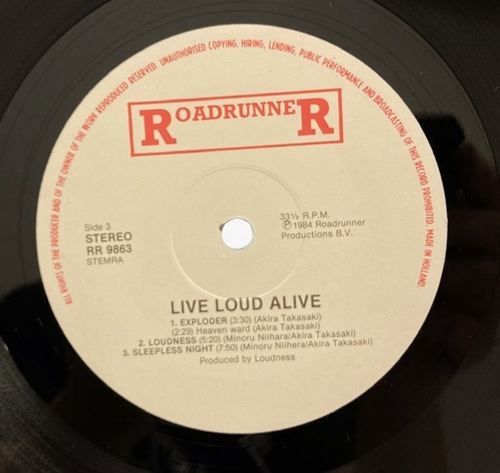 ALL RIGHTS OF THE PRODUCER AND OF THE OWNER OF THE WORK REPRODUCED RESERVED. UNAUTHORISED COPYING, HIRING, LENDING, PUBLIC PERFORMANCE AND BROADCASTING OF THIS RECORD PROHIBITED. MADE IN HOLLAND.
ROADRUNNER
Side 3
STEREO
RR 9863
STEMRA
33⅓ R.P.M.
Ⓟ1984 Roadrunner
Productions B.V.
LIVE LOUD ALIVE
1. EXPLODER (3:30) (Akira Takasaki)
(2:29) Heaven ward (Akira Takasaki)
2. LOUDNESS (5:20) (Minoru Niihara/Akira Takasaki)
3. SLEEPLESS NIGHT (7:50) (Minoru Niihera/Akira Takasaki)
Produced by Loudness